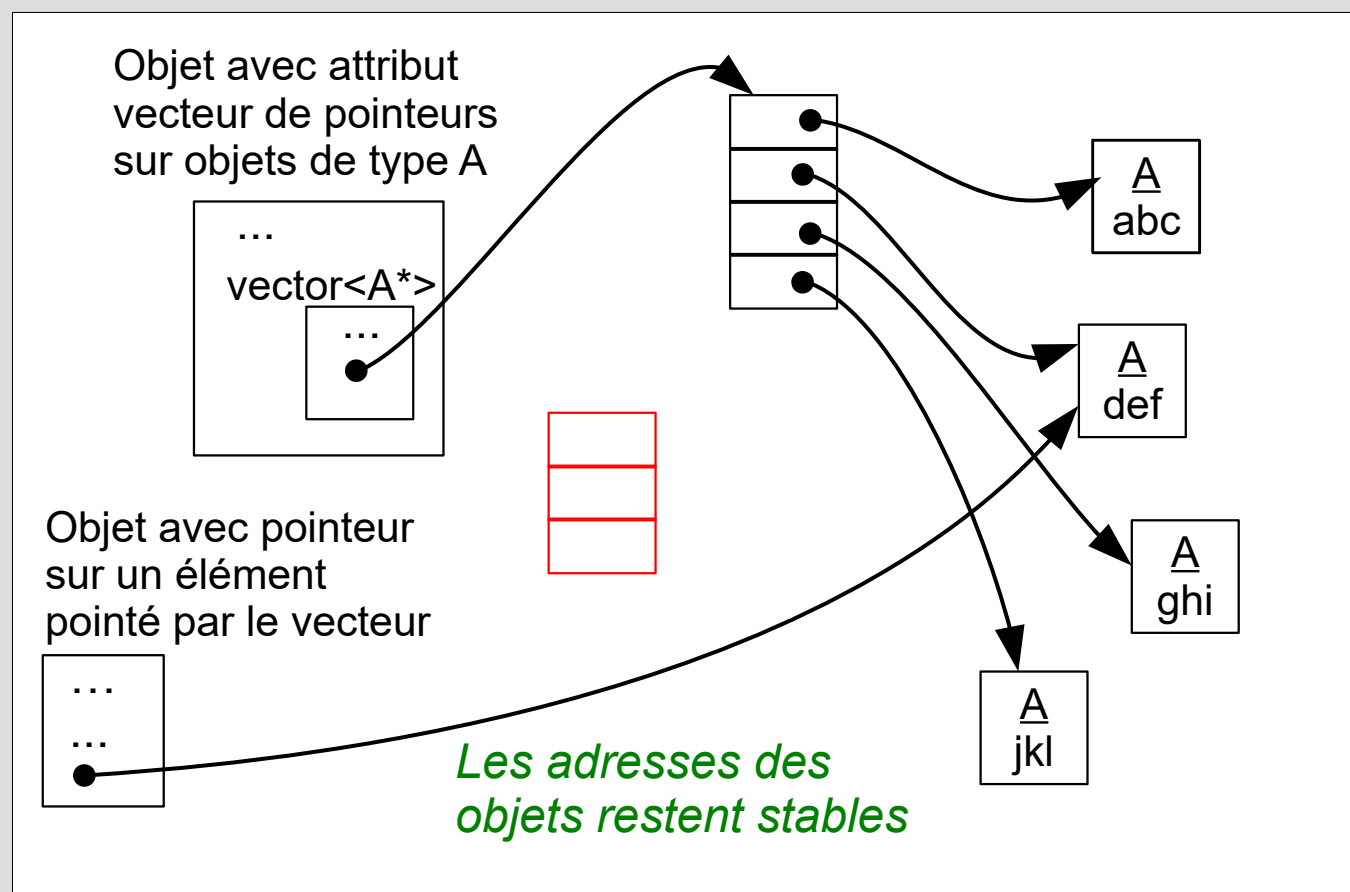 Objet avec attribut
vecteur de pointeurs
sur objets de type A
...
vector<A*>
...
A
abc
A
def
A
ghi
A
jkl
Objet avec pointeur
sur un élément
pointé par le vecteur
...
...
Les adresses des
objets restent stables